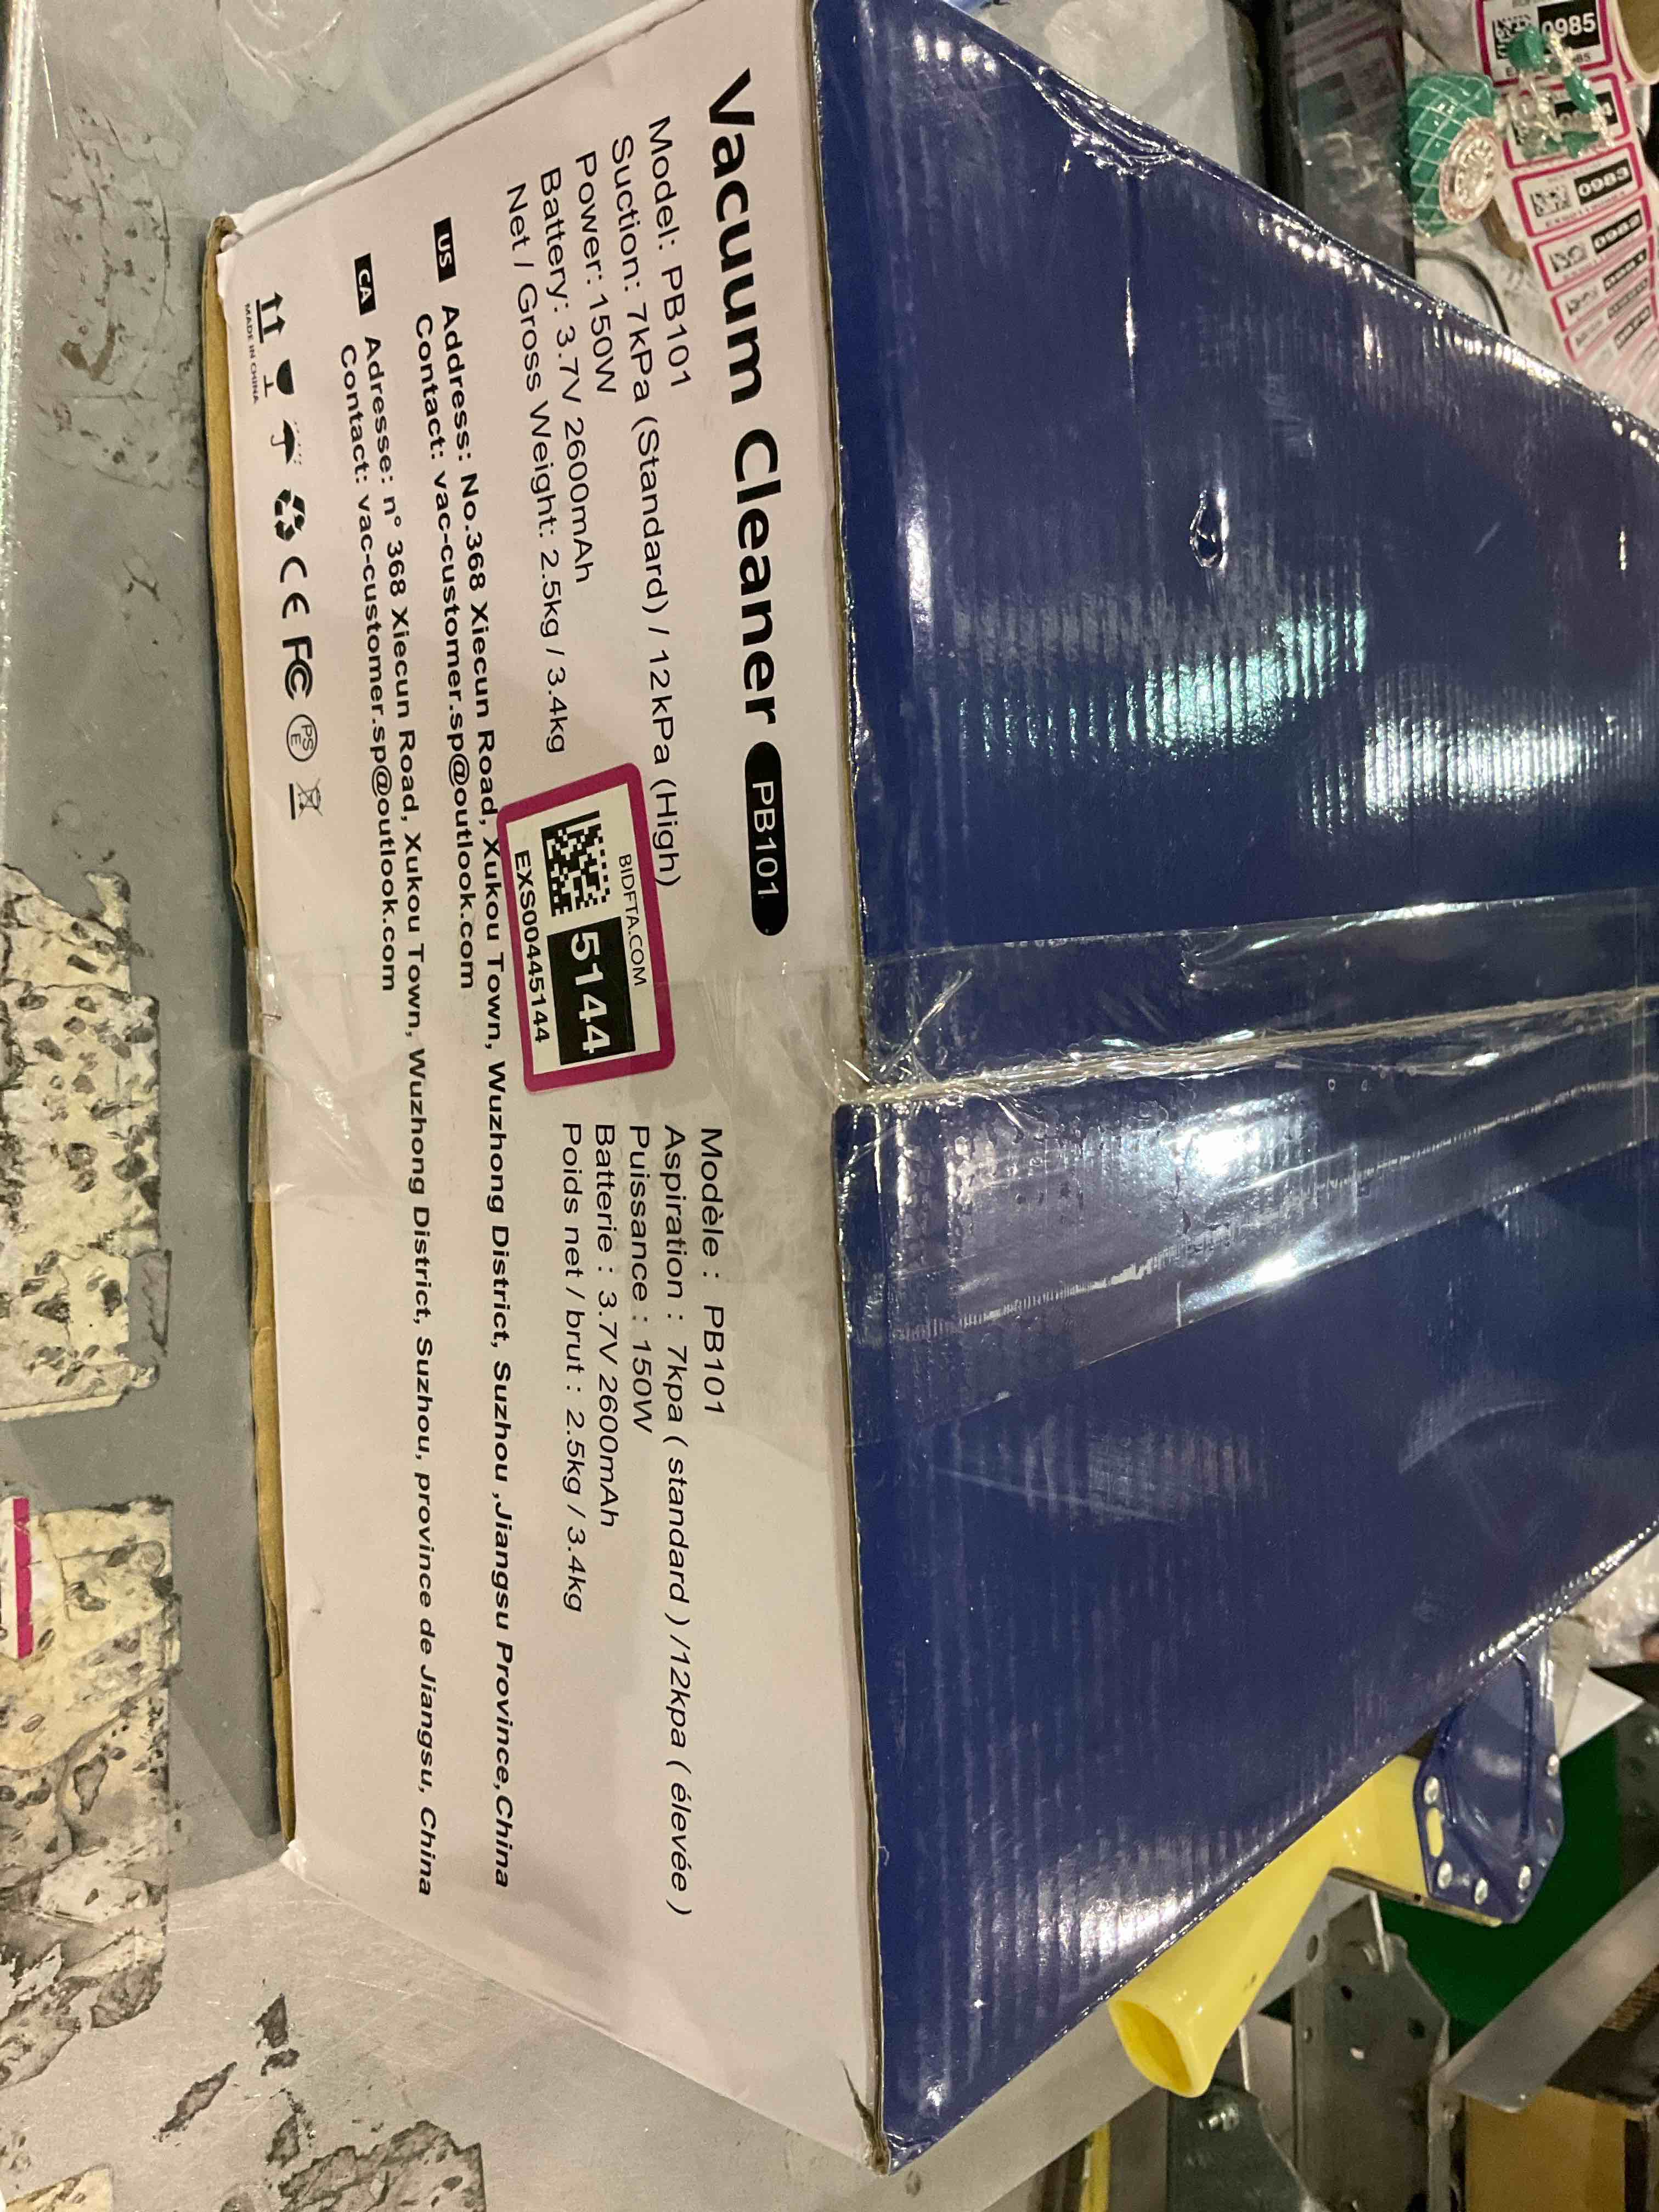 Vacuum Cleaner PB101
Model: PB101
Suction: 7kPa (Standard) / 12kPa (High)
Power: 150W
Battery: 3.7V 2600mAh
Net / Gross Weight: 2.5kg / 3.4kg
Modèle : PB101
Aspiration : 7kpa ( standard ) /12kpa ( élevée )
Puissance : 150W
Batterie : 3.7V 2600mAh
Poids net / brut : 2.5kg / 3.4kg
BIDFTA.COM
5144
EXS00445144
US Address: No.368 Xiecun Road, Xukou Town, Wuzhong District, Suzhou ,Jiangsu Province,China
Contact: vac-customer.sp@outlook.com
CA Adresse: n° 368 Xiecun Road, Xukou Town, Wuzhong District, Suzhou, province de Jiangsu, China
Contact: vac-customer.sp@outlook.com
MADE IN CHINA
CE FC PS E
0985